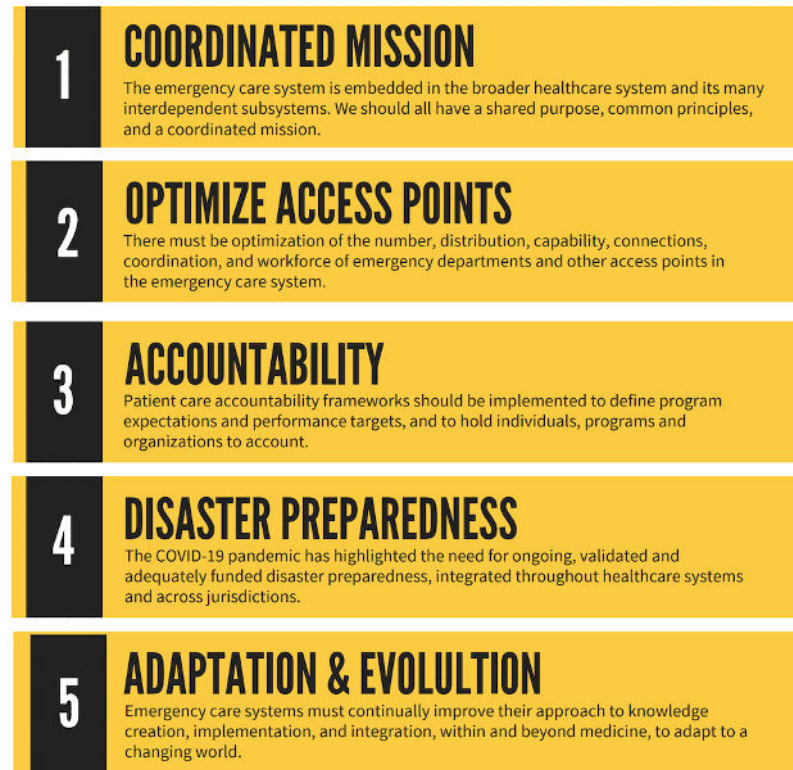 1
COORDINATED MISSION
The emergency care system is embedded in the broader healthcare system and its many
interdependent subsystems. We should all have a shared purpose, common principles,
and a coordinated mission.
2
OPTIMIZE ACCESS POINTS
There must be optimization of the number, distribution, capability, connections,
coordination, and workforce of emergency departments and other access points in
the emergency care system.
3
ACCOUNTABILITY
Patient care accountability frameworks should be implemented to define program
expectations and performance targets, and to hold individuals, programs and
organizations to account.
4
DISASTER PREPAREDNESS
The COVID-19 pandemic has highlighted the need for ongoing, validated and
adequately funded disaster preparedness, integrated throughout healthcare systems
and across jurisdictions.
5
ADAPTATION & EVOLULTION
Emergency care systems must continually improve their approach to knowledge
creation, implementation, and integration, within and beyond medicine, to adapt to a
changing world.